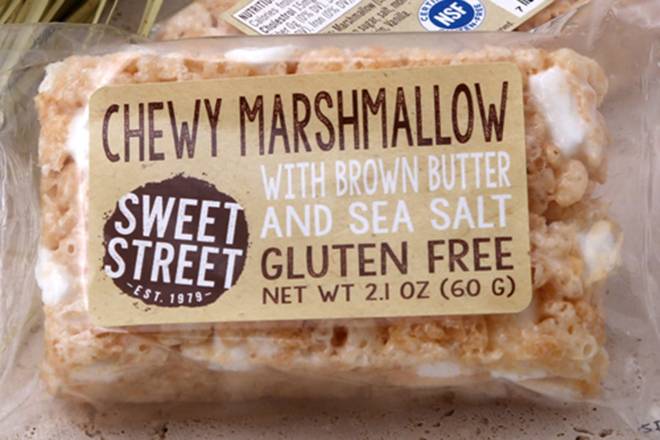 CHEWY MARSHMALLOW
WITH BROWN BUTTER
AND SEA SALT
SWEET
STREET
-EST. 1979-
GLUTEN FREE
NET WT 2.1 OZ (60 G)
NSF